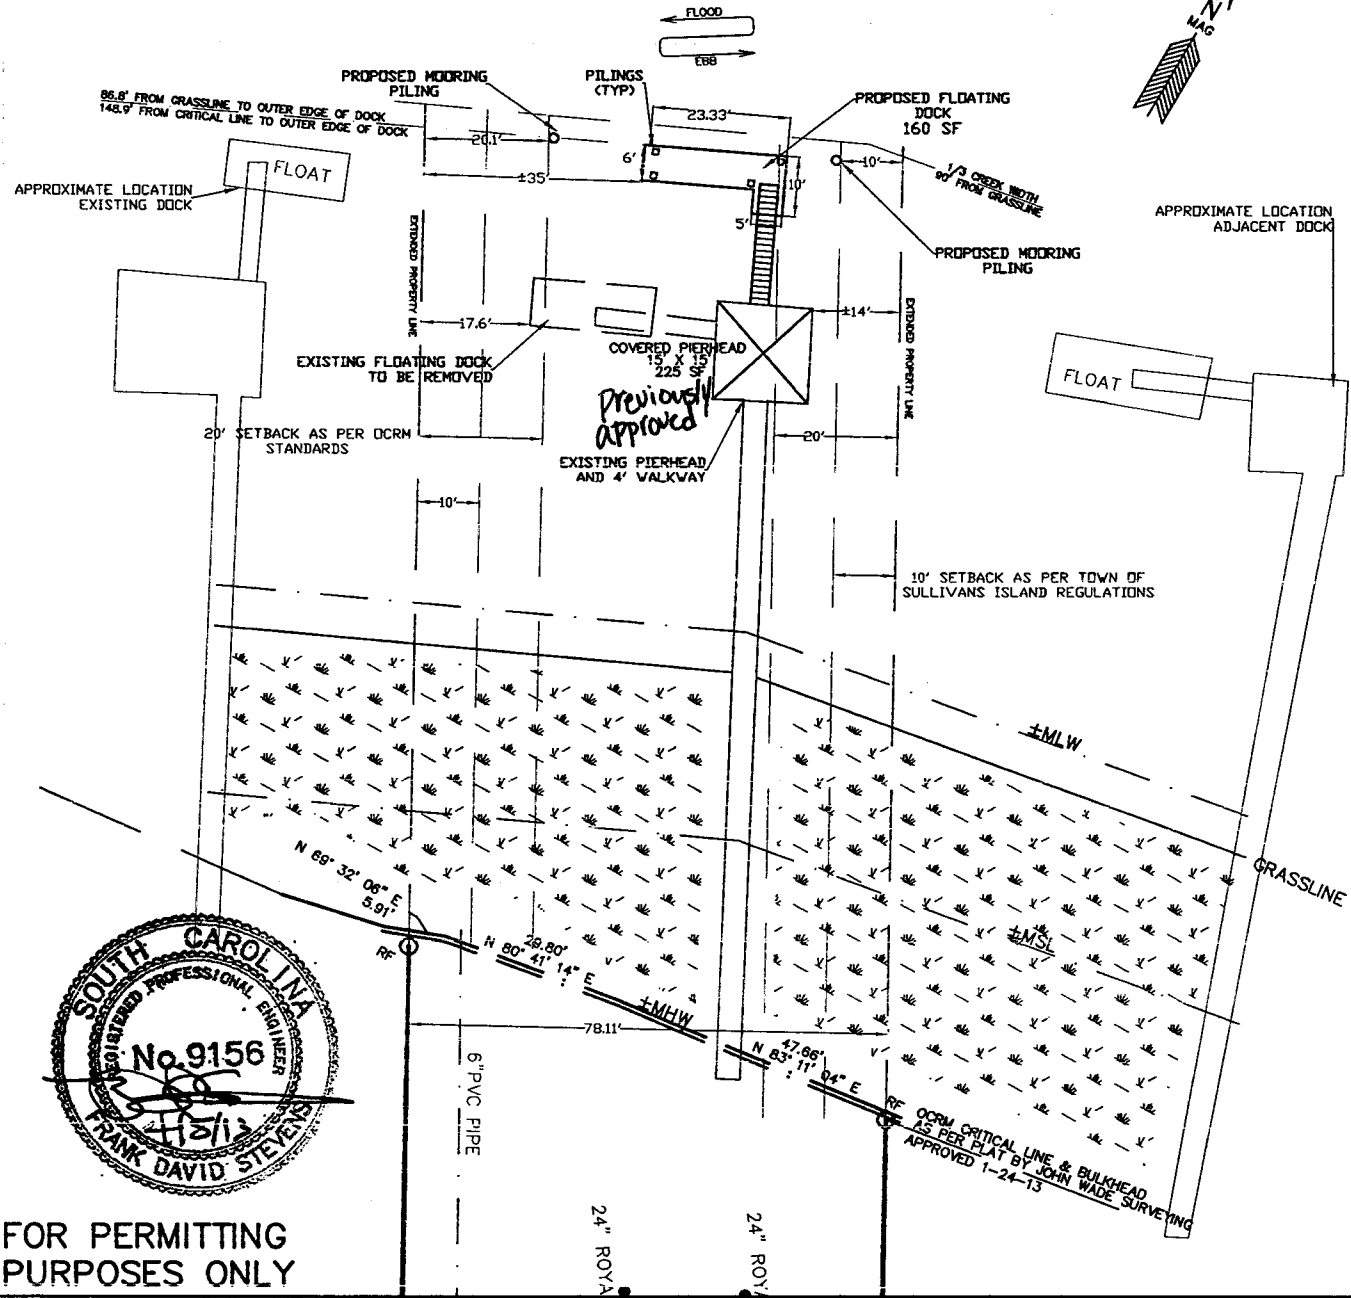 FLOOD
EBB
N
MAG
PROPOSED MOORING
PILING
PILINGS
(TYP)
86.8' FROM GRASSLINE TO OUTER EDGE OF DOCK
148.9' FROM CRITICAL LINE TO OUTER EDGE OF DOCK
23.33'
PROPOSED FLOATING
DOCK
160 SF
20.1'
6'
±35'
10'
10'
5'
1/3 CREEK WIDTH
90' FROM GRASSLINE
FLOAT
APPROXIMATE LOCATION
EXISTING DOCK
APPROXIMATE LOCATION
ADJACENT DOCK
PROPOSED MOORING
PILING
EXTENDED PROPERTY LINE
EXTENDED PROPERTY LINE
17.6'
±14'
EXISTING FLOATING DOCK
TO BE REMOVED
COVERED PIERHEAD
15' X 15'
225 SF
previously
approved
FLOAT
20' SETBACK AS PER OCRM
STANDARDS
20'
EXISTING PIERHEAD
AND 4' WALKWAY
10'
10' SETBACK AS PER TOWN OF
SULLIVANS ISLAND REGULATIONS
±MLW
GRASSLINE
±MSL
N 69° 32' 06" E
5.91'
RF
29.80'
N 80° 41' 14" E
±MHW
78.11'
47.66'
N 83° 11' 04" E
RF
OCRM CRITICAL LINE & BULKHEAD
AS PER PLAT BY JOHN WADE SURVEYING
APPROVED 1-24-13
6"PVC PIPE
24" ROYA
24" ROYA
SOUTH CAROLINA
REGISTERED PROFESSIONAL ENGINEER
No. 9156
FRANK DAVID STEVENS
FOR PERMITTING
PURPOSES ONLY